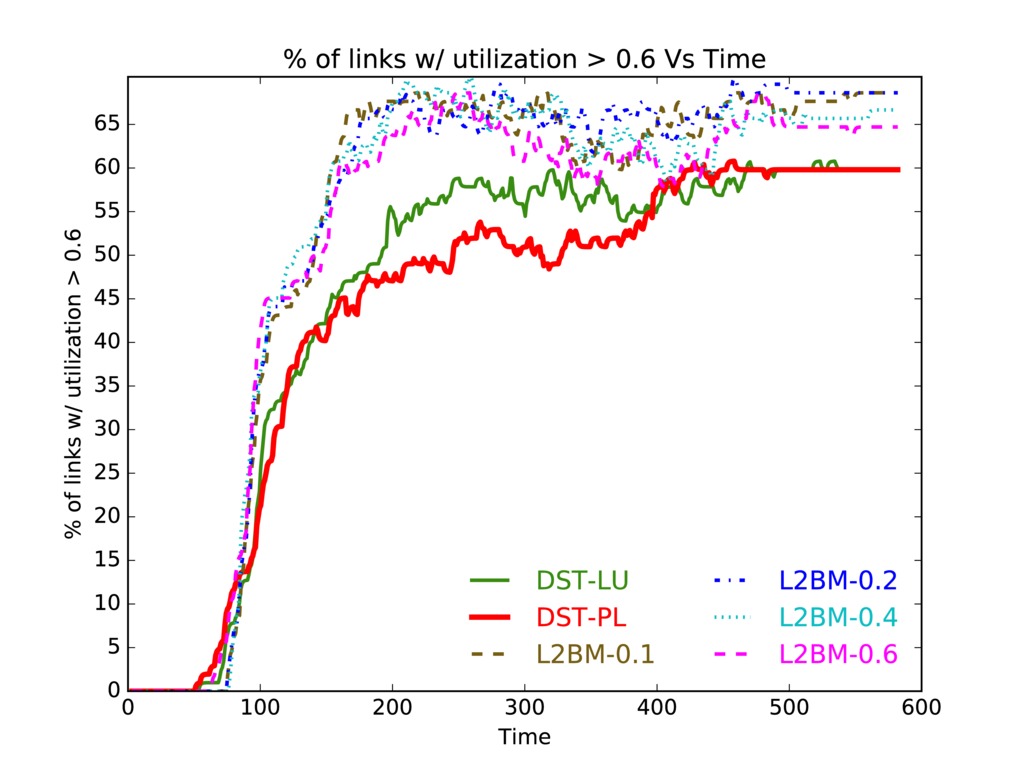 % of links w/ utilization > 0.6 Vs Time
% of links w/ utilization > 0.6
65
60
55
50
45
40
35
30
25
20
15
10
5
0
0 100 200 300 400 500 600
Time
DST-LU
DST-PL
L2BM-0.1
L2BM-0.2
L2BM-0.4
L2BM-0.6